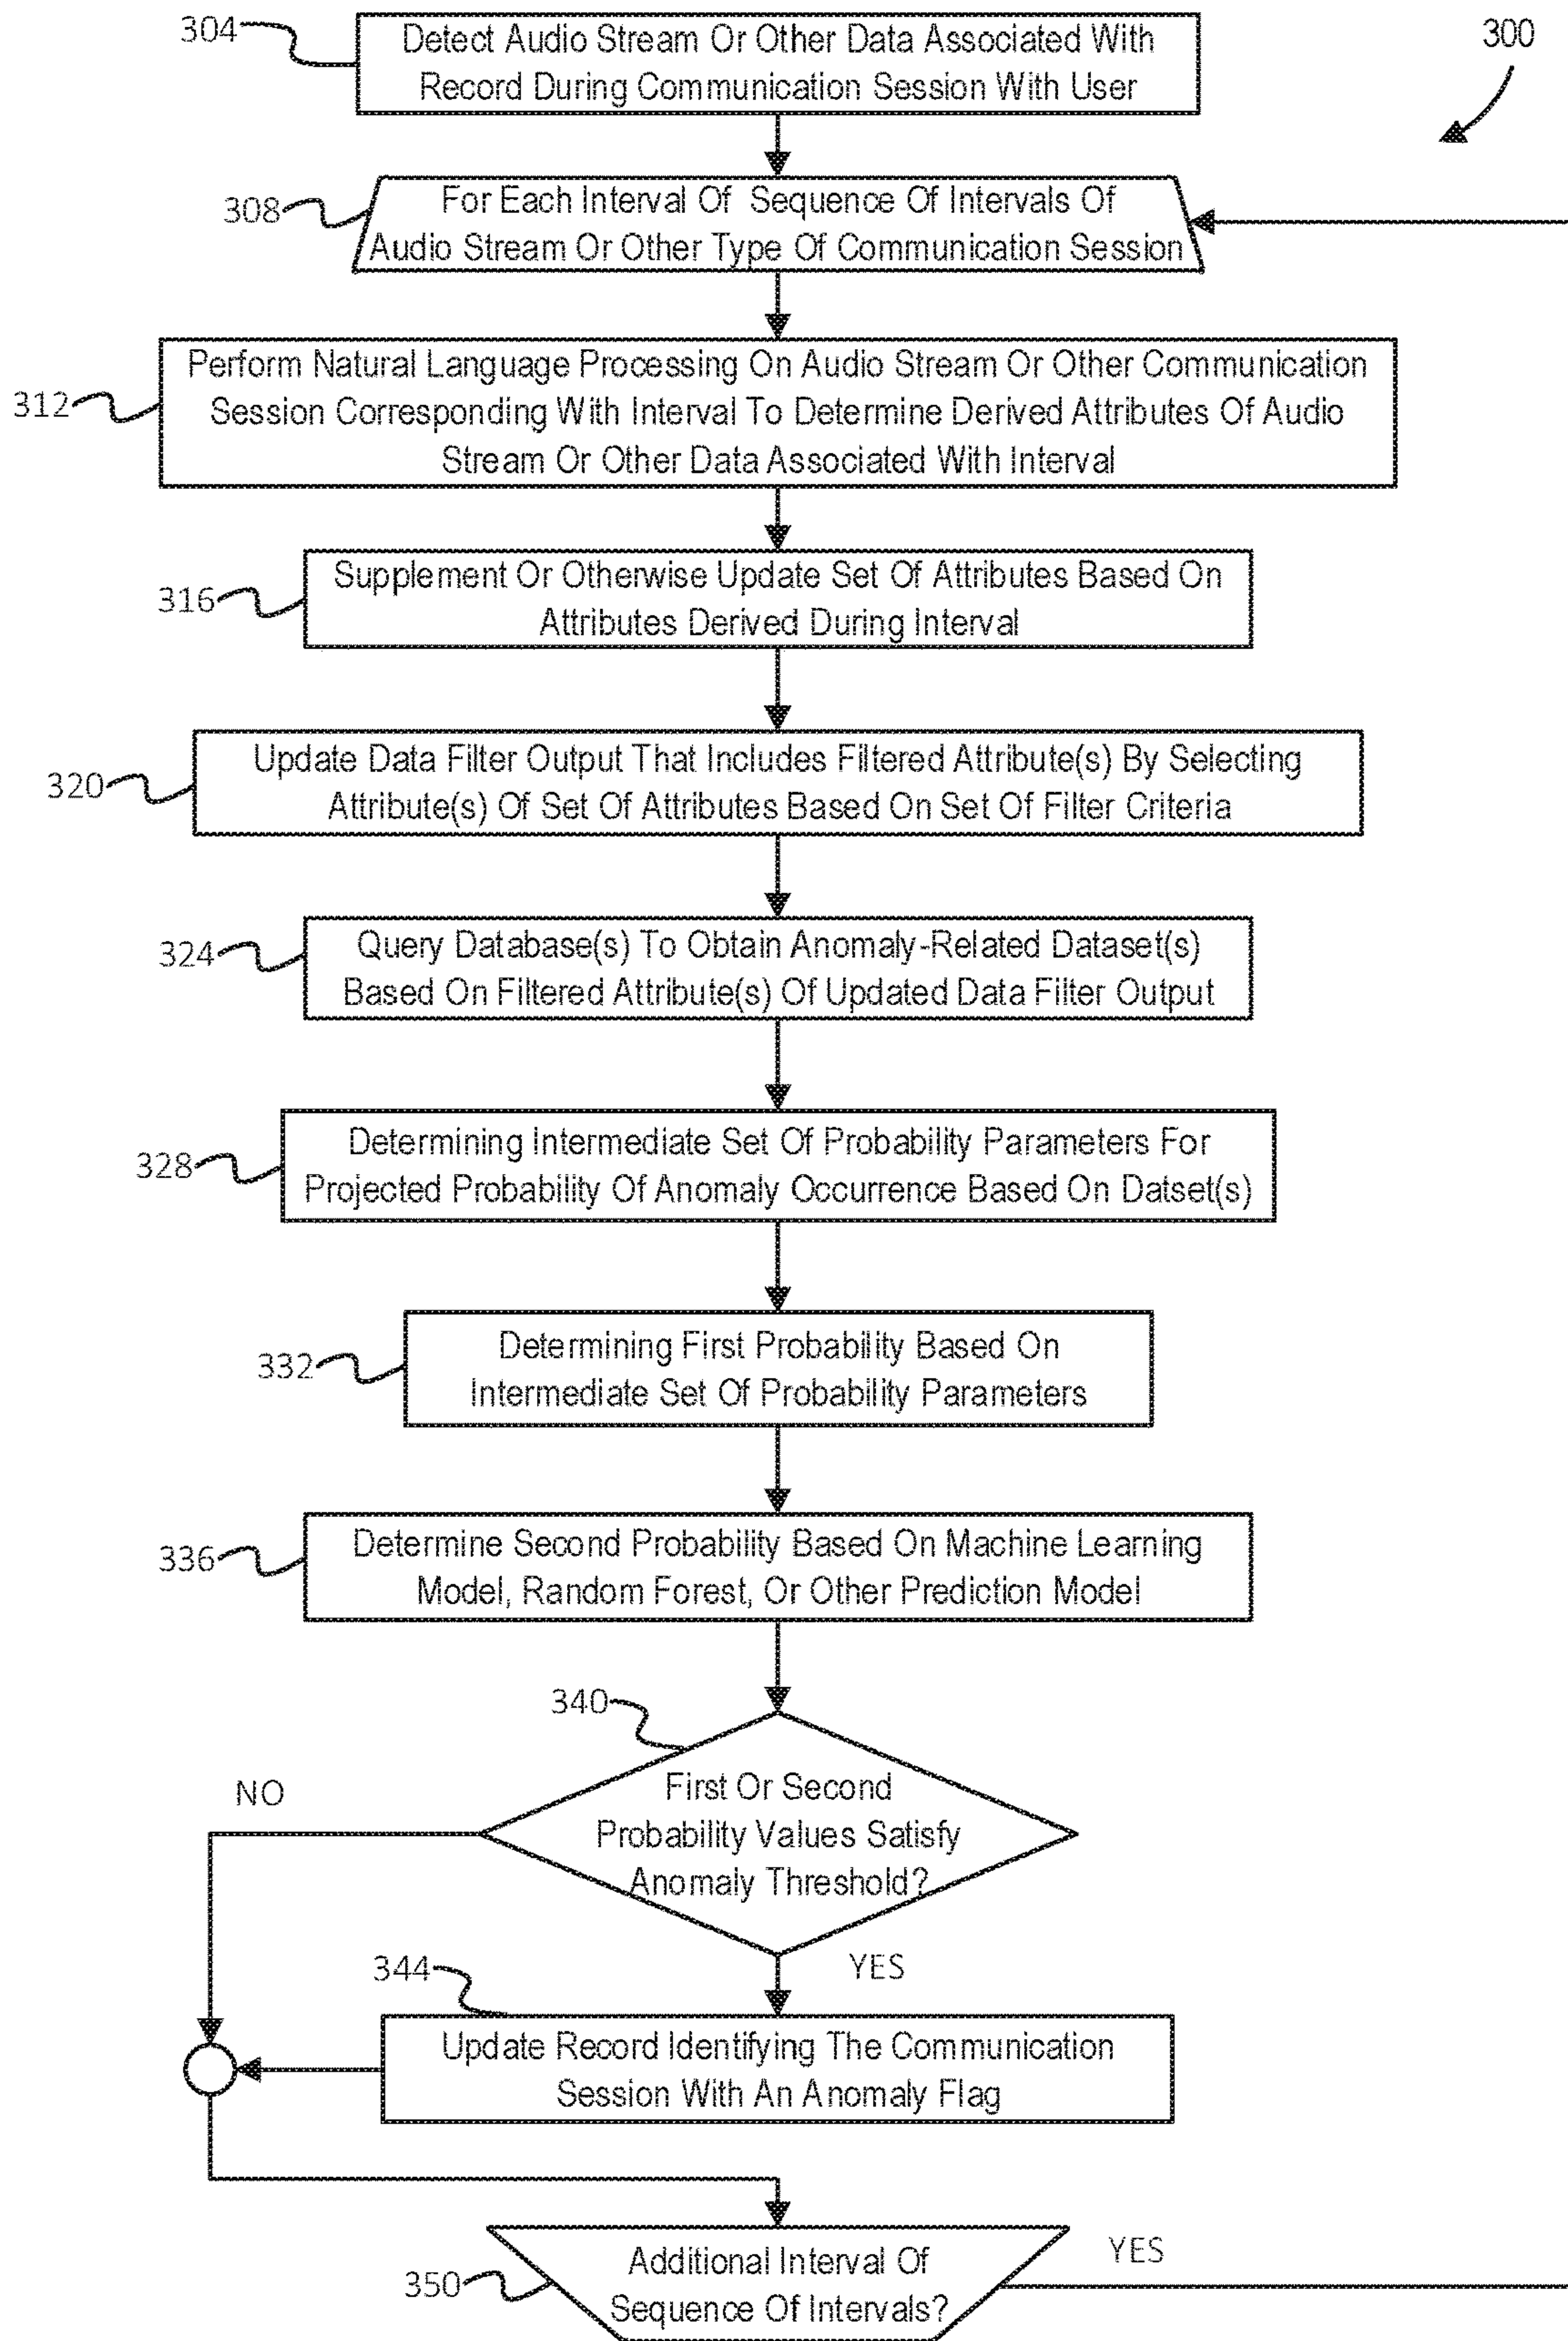 304
Detect Audio Stream Or Other Data Associated With
Record During Communication Session With User
300
308
For Each Interval Of Sequence Of Intervals Of
Audio Stream Or Other Type Of Communication Session
312
Perform Natural Language Processing On Audio Stream Or Other Communication
Session Corresponding With Interval To Determine Derived Attributes Of Audio
Stream Or Other Data Associated With Interval
316
Supplement Or Otherwise Update Set Of Attributes Based On
Attributes Derived During Interval
320
Update Data Filter Output That Includes Filtered Attribute(s) By Selecting
Attribute(s) Of Set Of Attributes Based On Set Of Filter Criteria
324
Query Database(s) To Obtain Anomaly-Related Dataset(s)
Based On Filtered Attribute(s) Of Updated Data Filter Output
328
Determining Intermediate Set Of Probability Parameters For
Projected Probability Of Anomaly Occurrence Based On Datset(s)
332
Determining First Probability Based On
Intermediate Set Of Probability Parameters
336
Determine Second Probability Based On Machine Learning
Model, Random Forest, Or Other Prediction Model
340
First Or Second
Probability Values Satisfy
Anomaly Threshold?
NO
YES
344
Update Record Identifying The Communication
Session With An Anomaly Flag
350
Additional Interval Of
Sequence Of Intervals?
YES